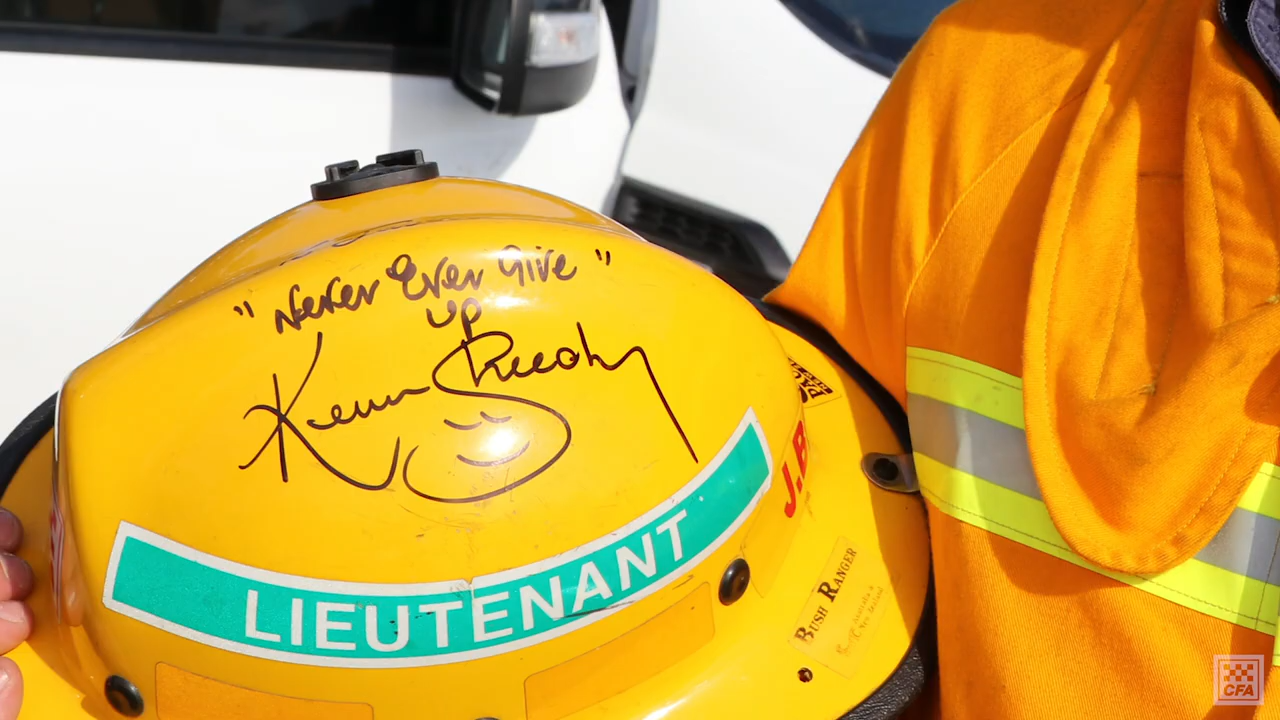 "Never Ever Give"
up
LIEUTENANT
J.B
BUSH RANGER
CFA